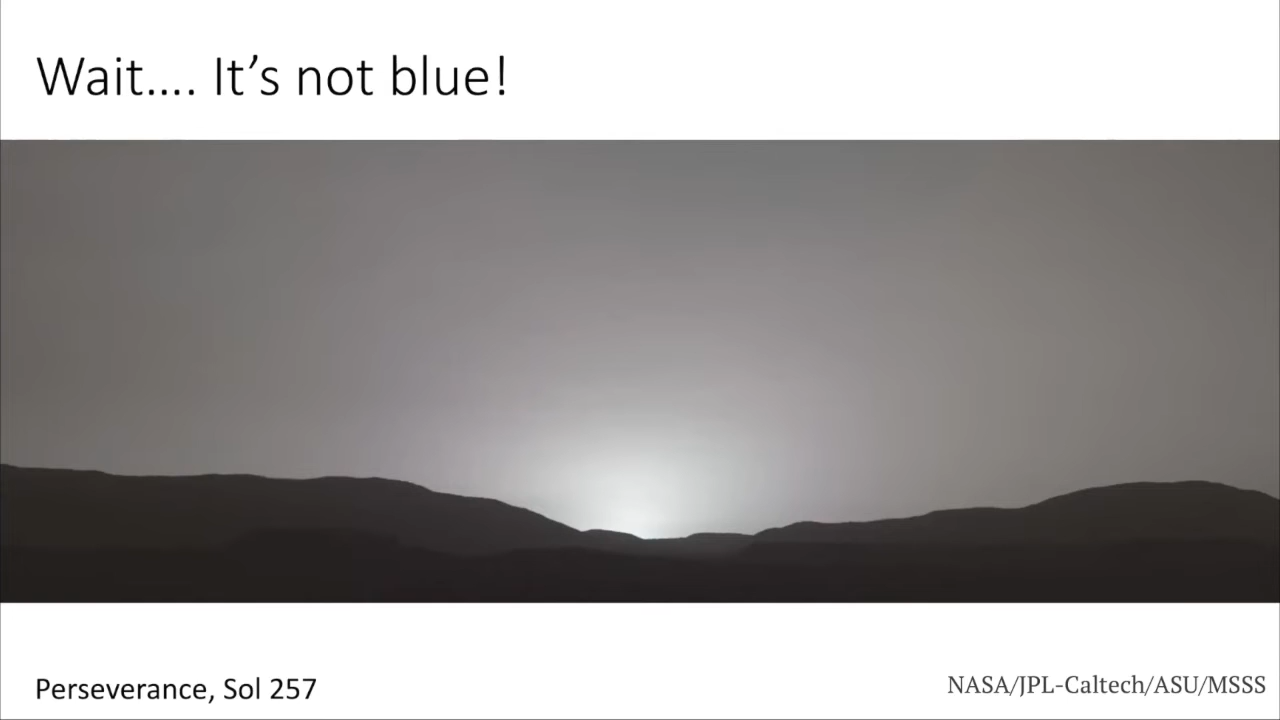 Wait.... It’s not blue!
Perseverance, Sol 257
NASA/JPL-Caltech/ASU/MSSS